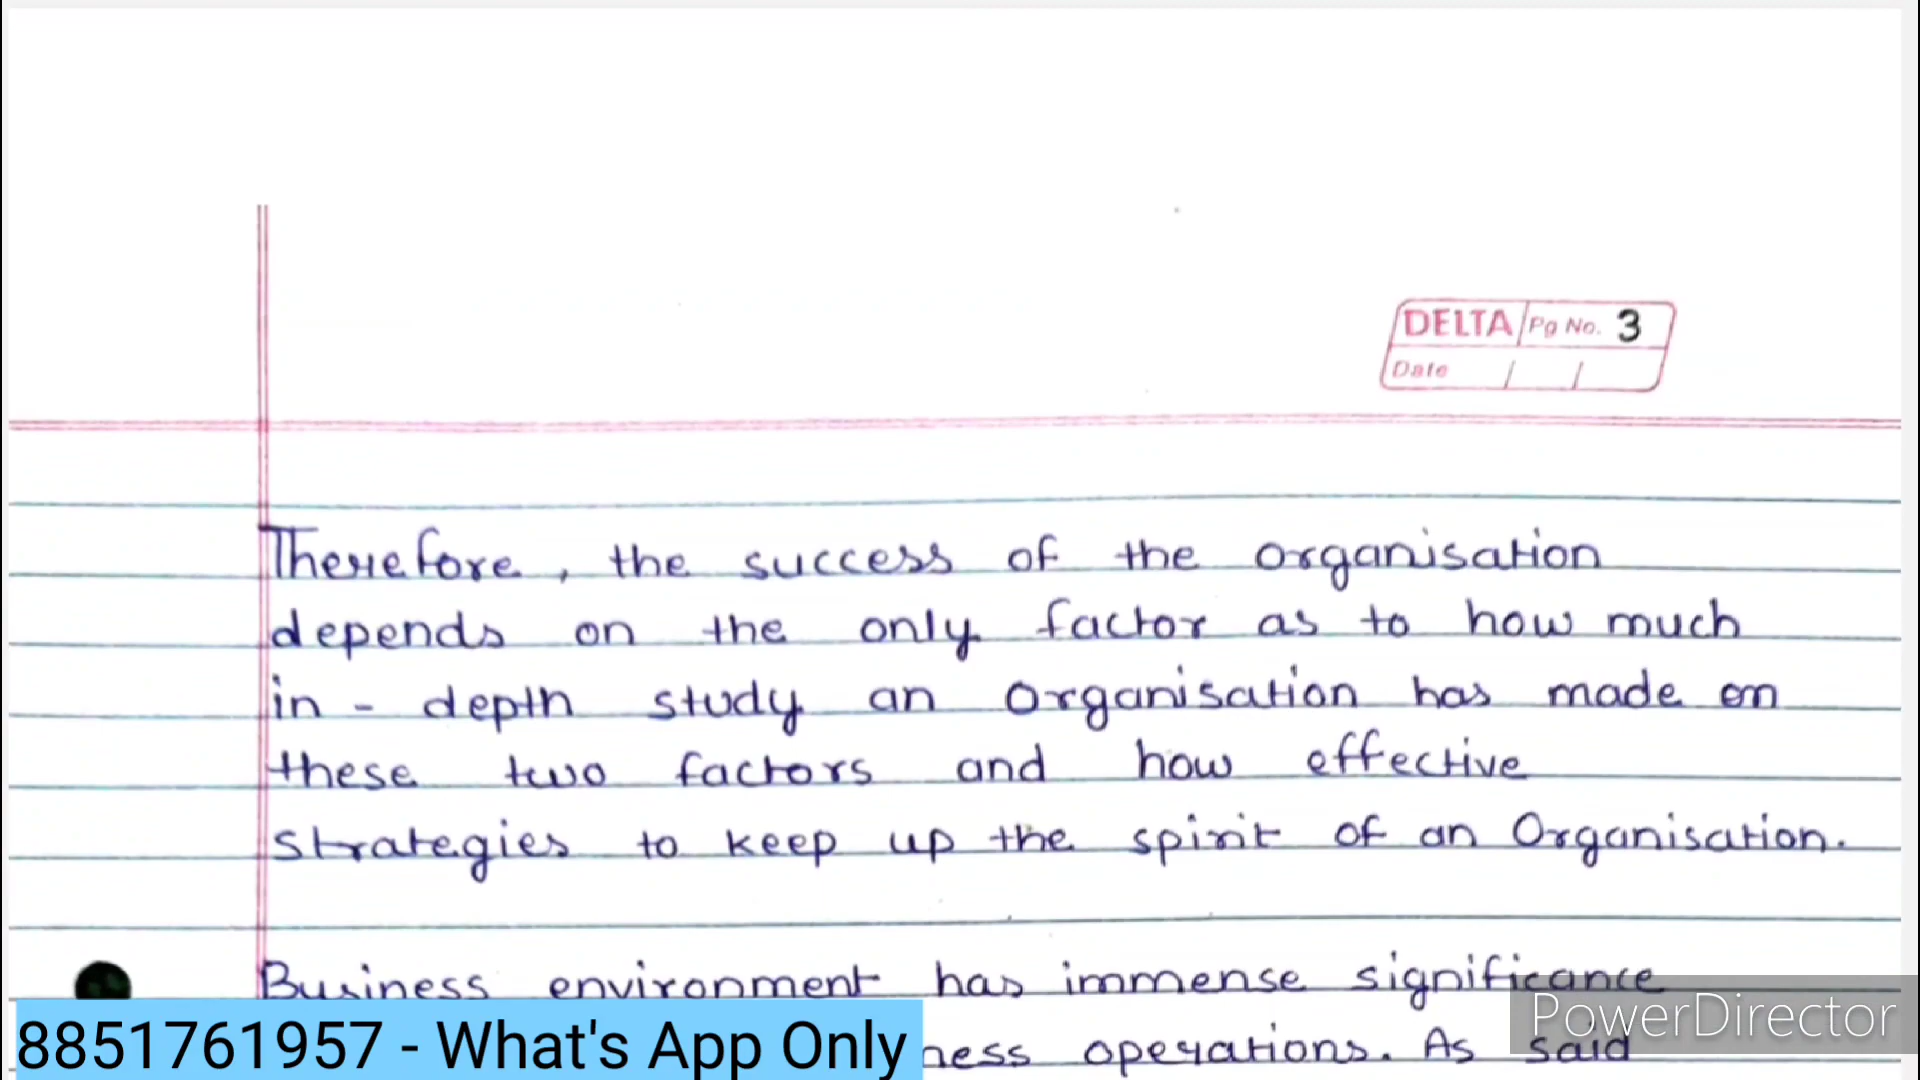 DELTA Pg No. 3
Date / /
Therefore, the success of the organisation
depends on the only factor as to how much
in - depth study an organisation has made on
these two factors and how effective
strategies to keep up the spirit of an Organisation.
Business environment has immense significance
ness operations. As said
8851761957 - What's App Only
PowerDirector